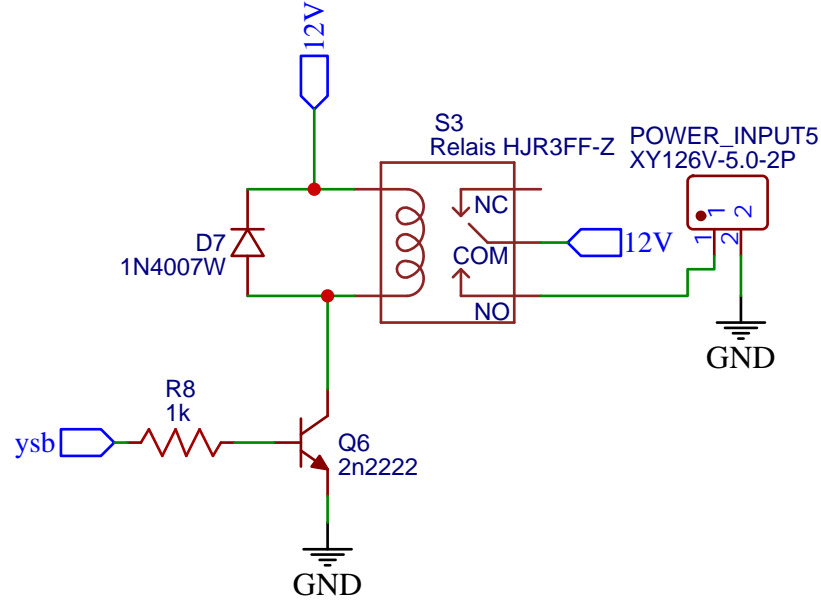 12V
S3
Relais HJR3FF-Z
POWER_INPUT5
XY126V-5.0-2P
1
2
1
2
NC
COM
NO
12V
D7
1N4007W
GND
R8
1k
ysb
Q6
2n2222
GND